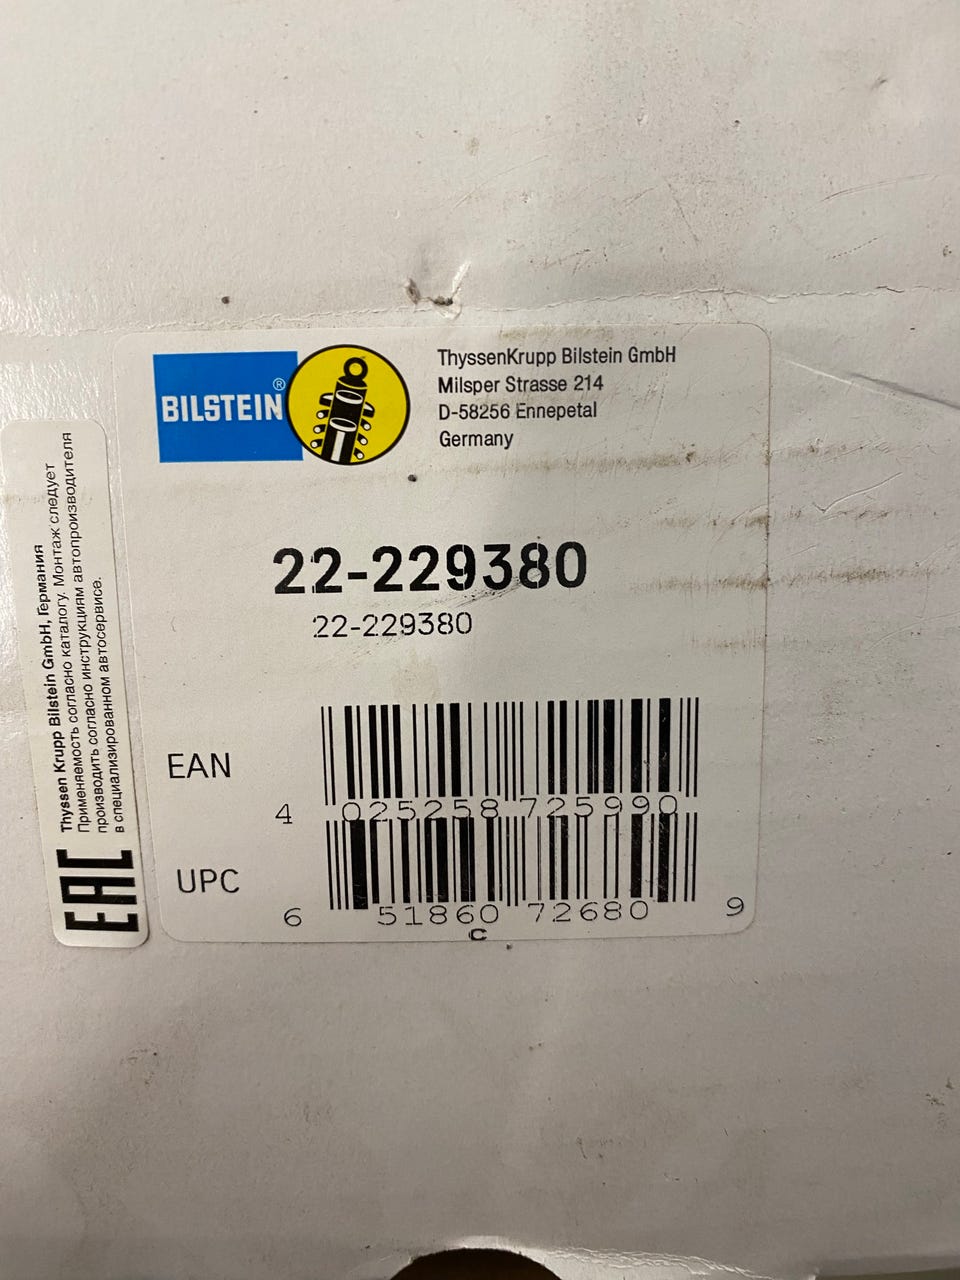 BILSTEIN®
ThyssenKrupp Bilstein GmbH
Milsper Strasse 214
D-58256 Ennepetal
Germany
22-229380
22-229380
EAN
4 025258 725990
UPC
6 51860 72680 9
C
Thyssen Krupp Bilstein GmbH, Германия
Применяемость согласно каталогу. Монтаж следует
производить согласно инструкциям автопроизводителя
в специализированном автосервисе.
EAC